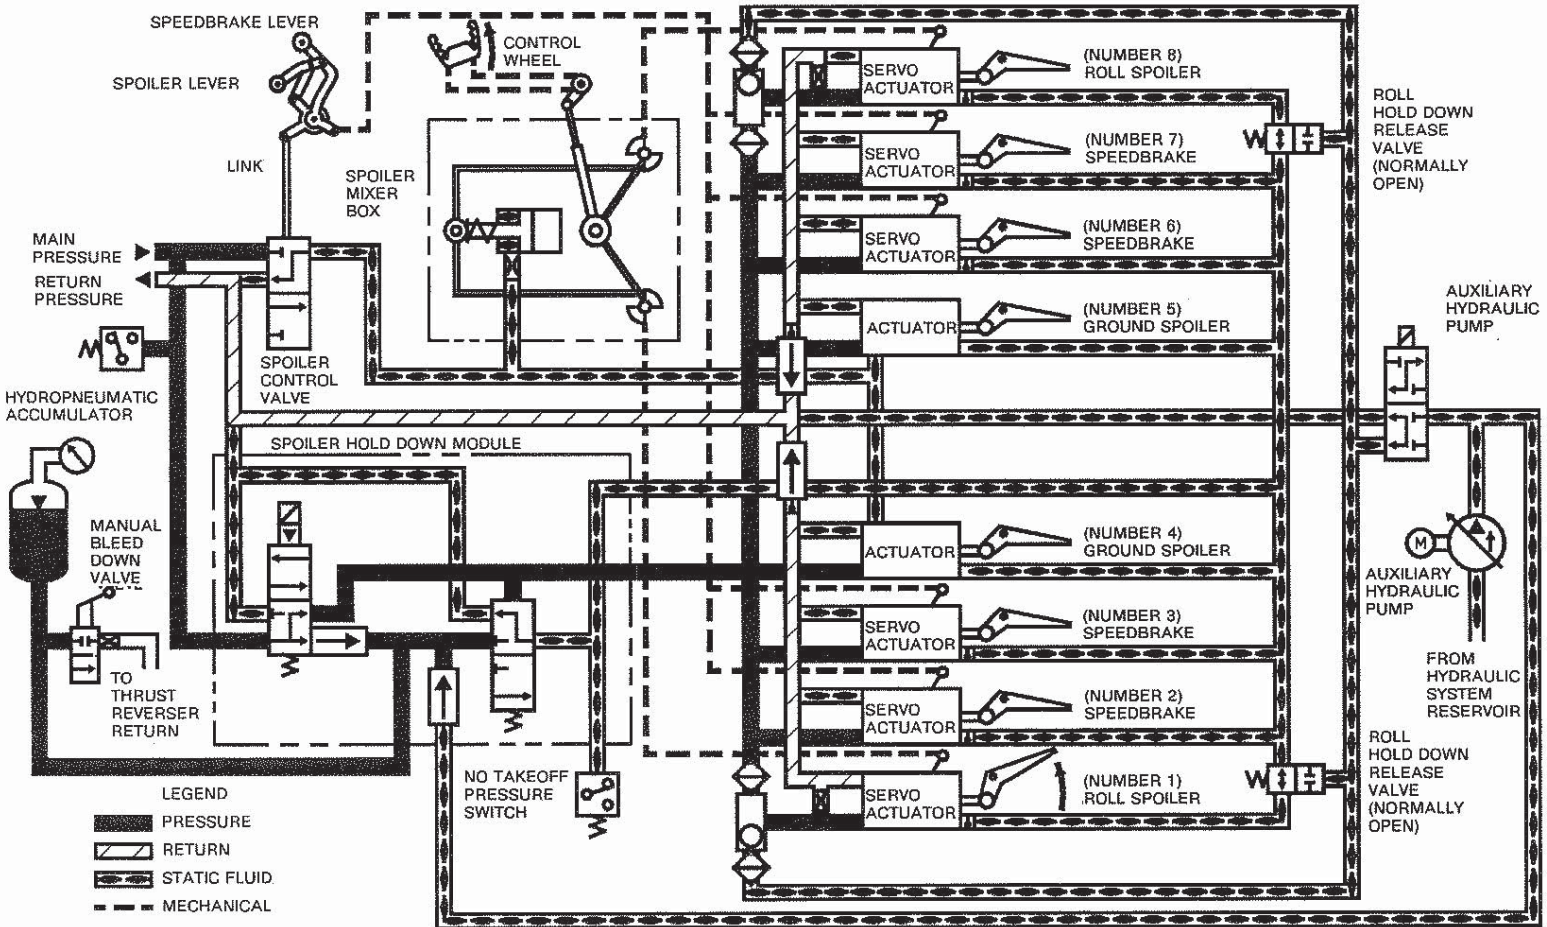 SPEEDBRAKE LEVER
SPOILER LEVER
LINK
CONTROL
WHEEL
SPOILER
MIXER
BOX
MAIN
PRESSURE
RETURN
PRESSURE
SPOILER
CONTROL
VALVE
HYDROPNEUMATIC
ACCUMULATOR
SPOILER HOLD DOWN MODULE
MANUAL
BLEED
DOWN
VALVE
TO
THRUST
REVERSER
RETURN
NO TAKEOFF
PRESSURE
SWITCH
LEGEND
PRESSURE
RETURN
STATIC FLUID
MECHANICAL
SERVO
ACTUATOR
(NUMBER 8)
ROLL SPOILER
SERVO
ACTUATOR
(NUMBER 7)
SPEEDBRAKE
SERVO
ACTUATOR
(NUMBER 6)
SPEEDBRAKE
ACTUATOR
(NUMBER 5)
GROUND SPOILER
ACTUATOR
(NUMBER 4)
GROUND SPOILER
SERVO
ACTUATOR
(NUMBER 3)
SPEEDBRAKE
SERVO
ACTUATOR
(NUMBER 2)
SPEEDBRAKE
SERVO
ACTUATOR
(NUMBER 1)
ROLL SPOILER
ROLL
HOLD DOWN
RELEASE
VALVE
(NORMALLY
OPEN)
AUXILIARY
HYDRAULIC
PUMP
M
AUXILIARY
HYDRAULIC
PUMP
FROM
HYDRAULIC
SYSTEM
RESERVOIR
ROLL
HOLD DOWN
RELEASE
VALVE
(NORMALLY
OPEN)